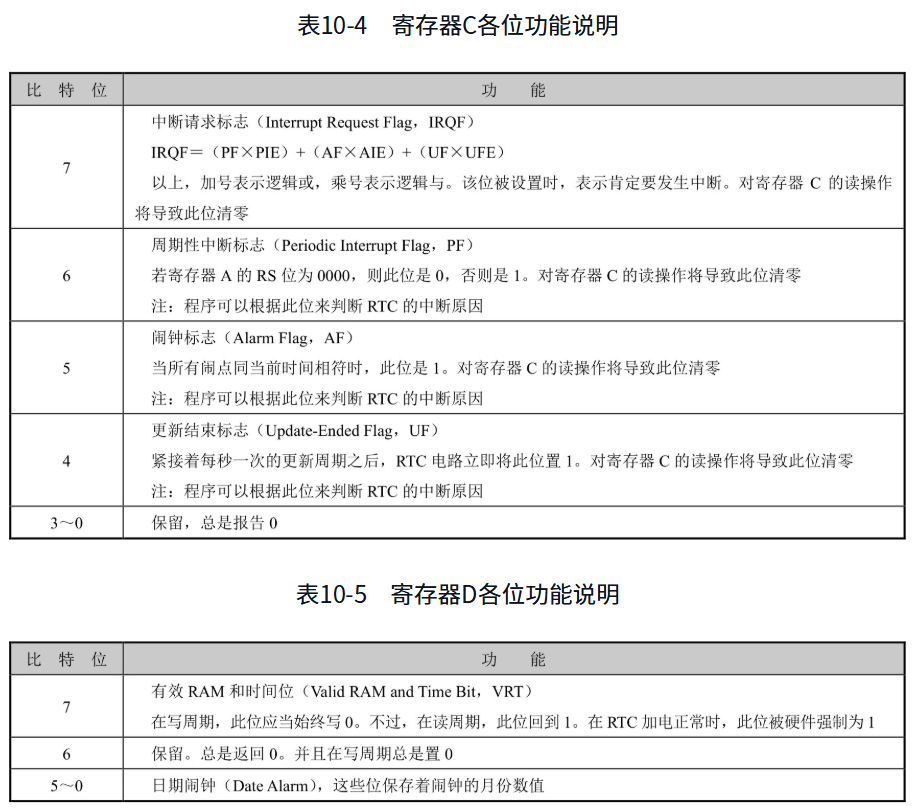 表10-4 寄存器C各位功能说明
比 特 位 功 能
7
中断请求标志（Interrupt Request Flag，IRQF）
IRQF＝（PF×PIE）+（AF×AIE）+（UF×UFE）
以上，加号表示逻辑或，乘号表示逻辑与。该位被设置时，表示肯定要发生中断。对寄存器 C 的读操作
将导致此位清零
6
周期性中断标志（Periodic Interrupt Flag，PF）
若寄存器 A 的 RS 位为 0000，则此位是 0，否则是 1。对寄存器 C 的读操作将导致此位清零
注：程序可以根据此位来判断 RTC 的中断原因
5
闹钟标志（Alarm Flag，AF）
当所有闹点同当前时间相符时，此位是 1。对寄存器 C 的读操作将导致此位清零
注：程序可以根据此位来判断 RTC 的中断原因
4
更新结束标志（Update-Ended Flag，UF）
紧接着每秒一次的更新周期之后，RTC 电路立即将此位置 1。对寄存器 C 的读操作将导致此位清零
注：程序可以根据此位来判断 RTC 的中断原因
3～0 保留，总是报告 0
表10-5 寄存器D各位功能说明
比 特 位 功 能
7
有效 RAM 和时间位（Valid RAM and Time Bit，VRT）
在写周期，此位应当始终写 0。不过，在读周期，此位回到 1。在 RTC 加电正常时，此位被硬件强制为 1
6 保留。总是返回 0。并且在写周期总是置 0
5～0 日期闹钟（Date Alarm），这些位保存着闹钟的月份数值